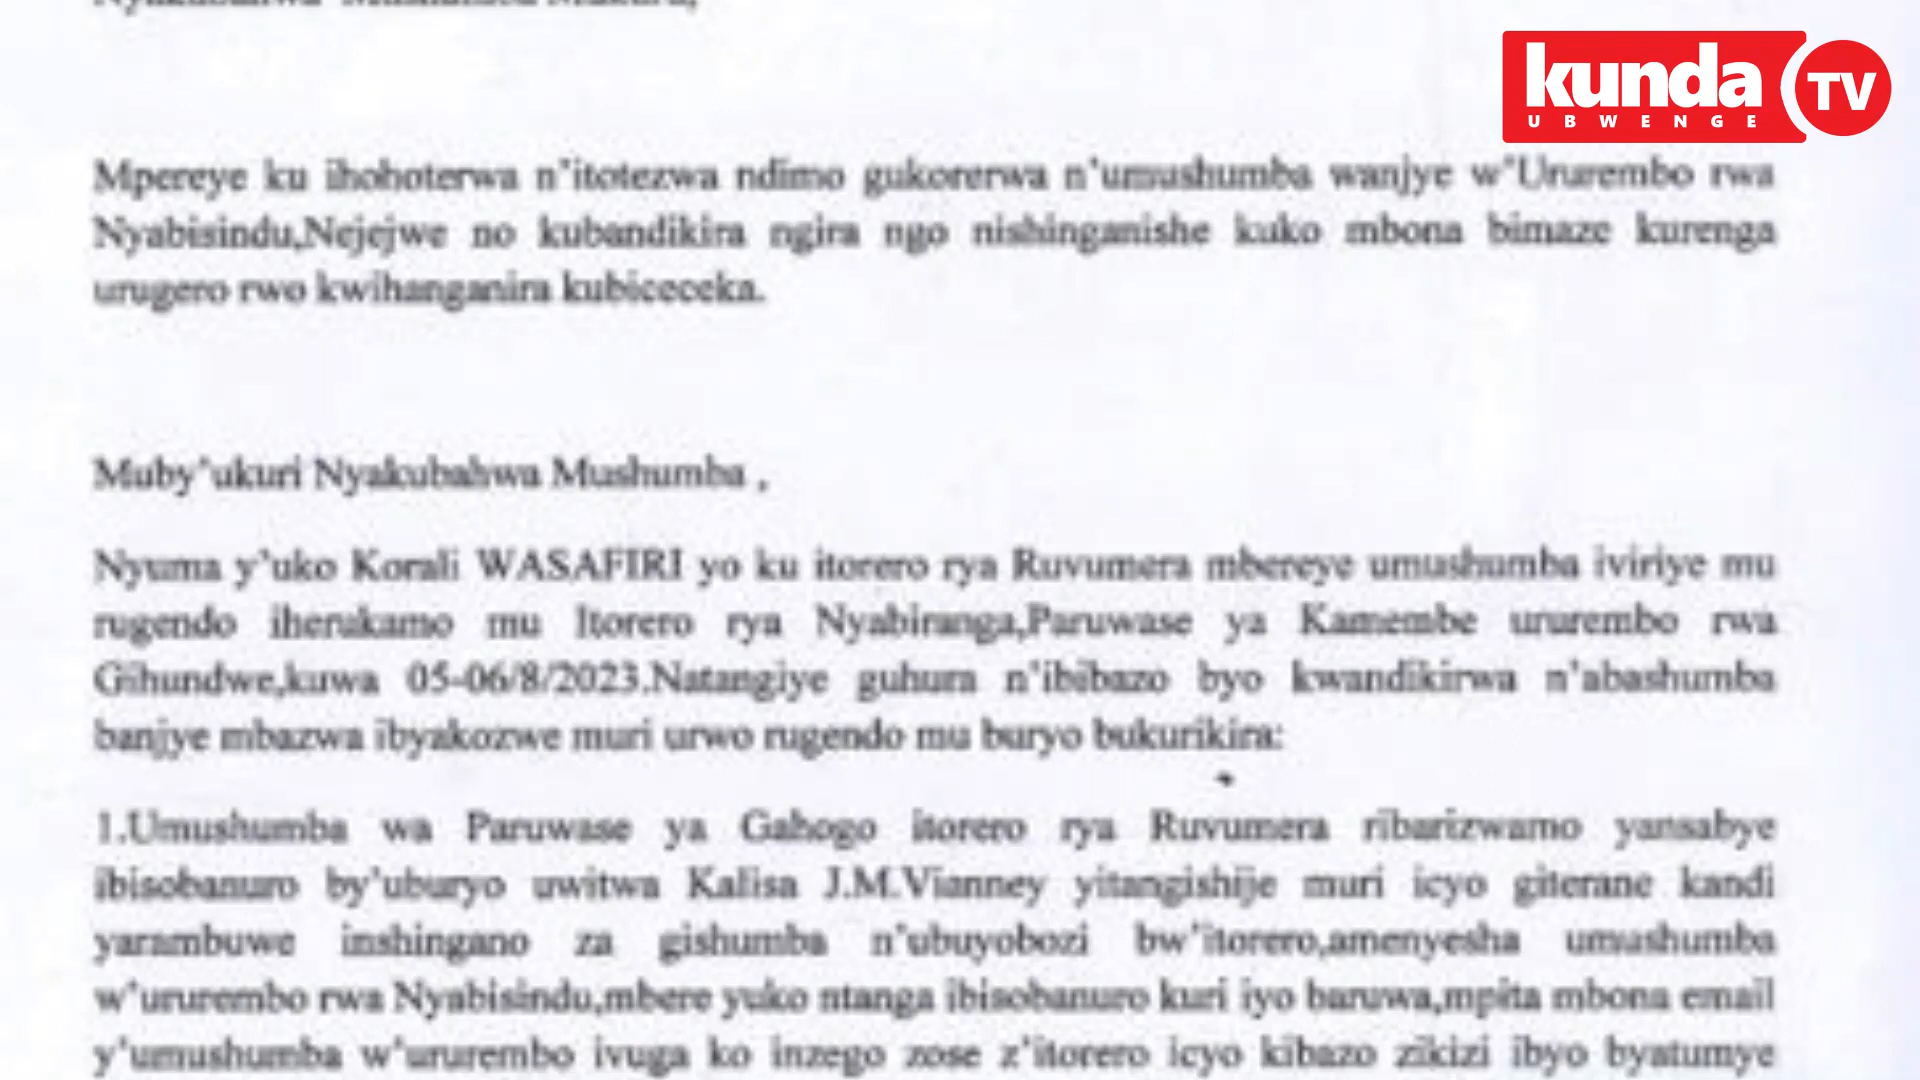 kunda
TV
UBWENGE
Mpereye ku ihohoterwa n'itotezwa ndimo gukorerwa n'umushumba wanjye w'Ururembo rwa
Nyabisindu,Nejejwe no kubandikira ngira ngo nishinganishe kuko mbona bimaze kurenga
urugero rwo kwihanganira kubiceceka.
Muby'ukuri Nyakubahwa Mushumba ,
Nyuma y'uko Korali WASAFIRI yo ku itorero rya Ruvumera mbereye umushumba iviriye mu
rugendo iherukamo mu Itorero rya Nyabiranga,Paruwase ya Kamembe ururembo rwa
Gihundwe,kuwa 05-06/8/2023.Natangiye guhura n'ibibazo byo kwandikirwa n'abashumba
banjye mbazwa ibyakozwe muri urwo rugendo mu buryo bukurikira:
1.Umushumba wa Paruwase ya Gahogo itorero rya Ruvumera ribarizwamo yansabye
ibisobanuro by'uburyo uwitwa Kalisa J.M.Vianney yitangishije muri icyo giterane kandi
yarambuwe inshingano za gishumba n'ubuyobozi bw'itorero,amenyesha umushumba
w'ururembo rwa Nyabisindu,mbere yuko ntanga ibisobanuro kuri iyo baruwa,mpita mbona email
y'umushumba w'ururembo ivuga ko inzego zose z'itorero icyo kibazo zikizi ibyo byatumye